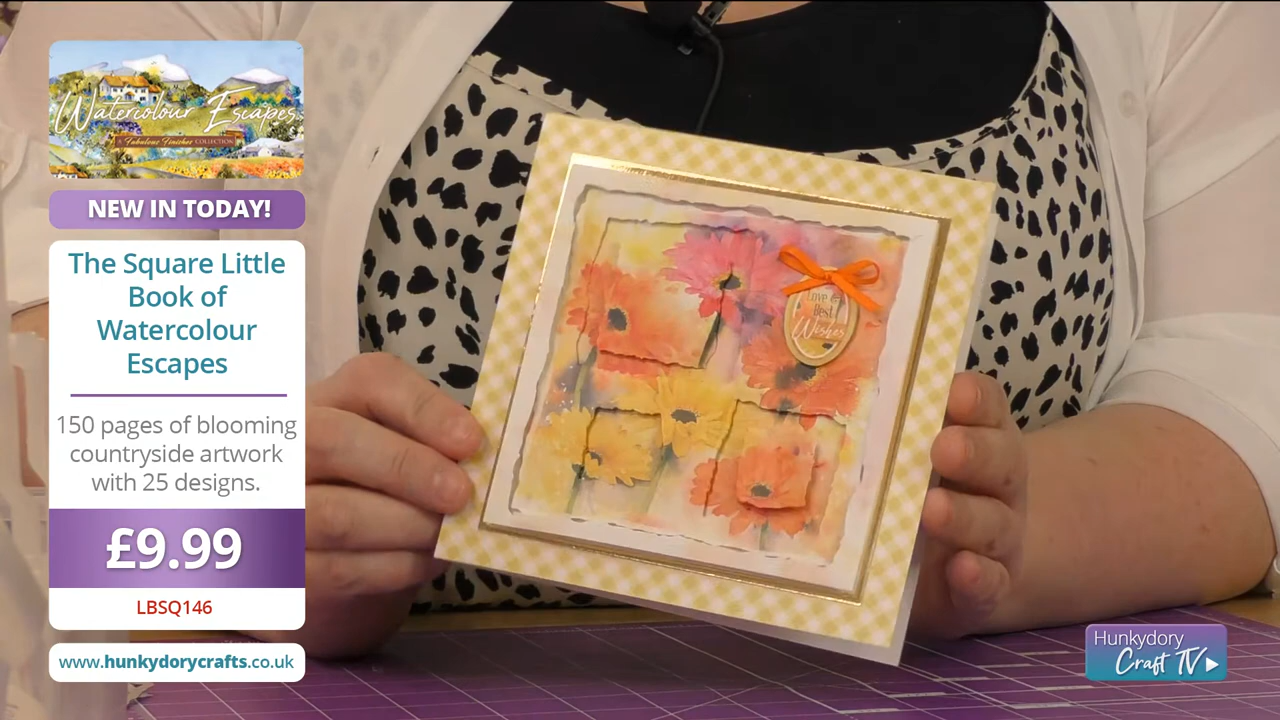 Watercolour Escapes
A Fabulous Finishes COLLECTION
NEW IN TODAY!
The Square Little
Book of
Watercolour
Escapes
150 pages of blooming
countryside artwork
with 25 designs.
£9.99
LBSQ146
www.hunkydorycrafts.co.uk
Love &
Best
Wishes
Hunkydory
Craft TV